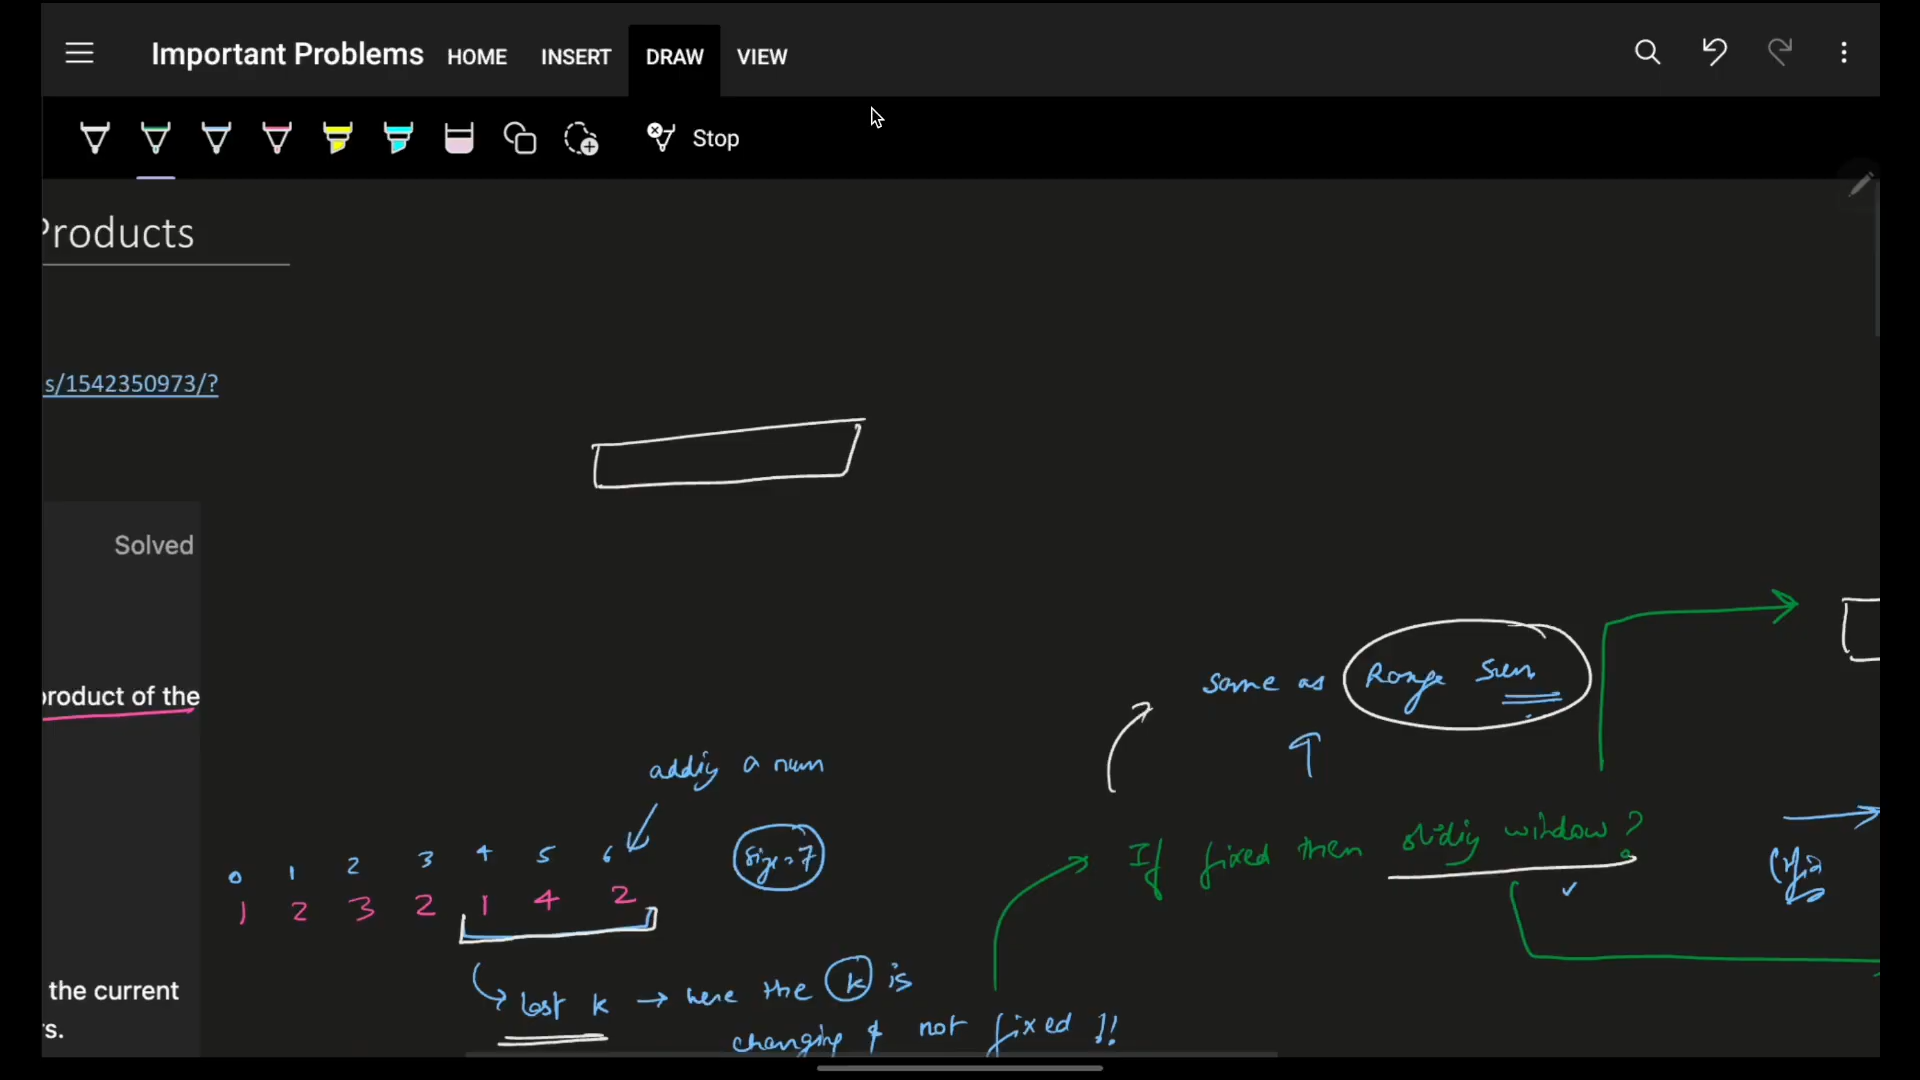 Important Problems HOME INSERT DRAW VIEW
Stop
Products
s/1542350973/?
Solved
same as Range Sum
product of the
adding a num
If fixed then sliding window?
0 1 2 3 4 5 6
size=7
1 2 3 2 1 4 2
last k → here the k is
changing & not fixed !!
the current
s.